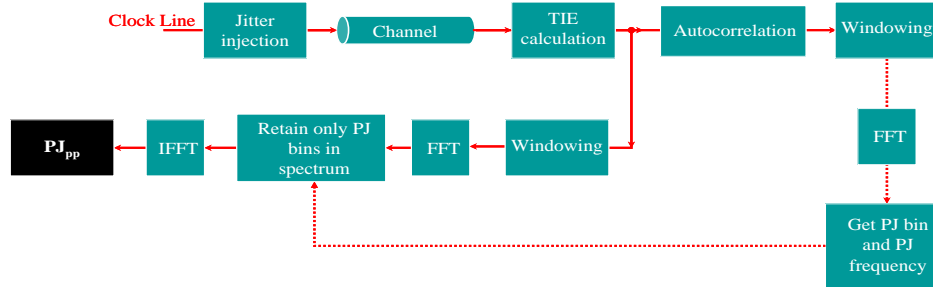 Clock Line
Jitter
injection
Channel
TIE
calculation
Autocorrelation
Windowing
FFT
Get PJ bin
and PJ
frequency
Windowing
FFT
Retain only PJ
bins in
spectrum
IFFT
PJpp